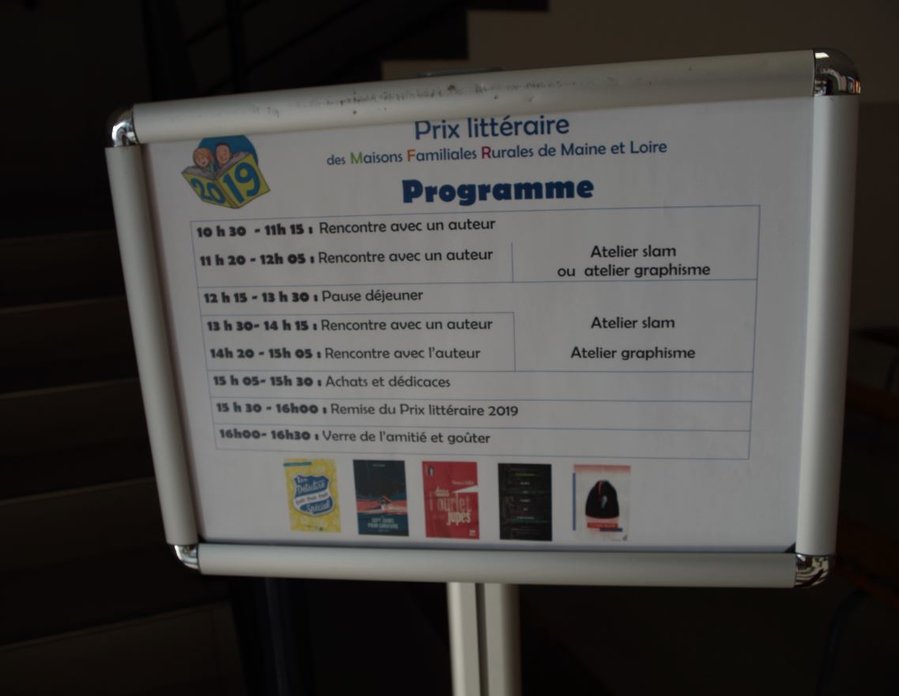 2019
Prix littéraire
des Maisons Familiales Rurales de Maine et Loire
Programme
10 h 30 - 11h 15 : Rencontre avec un auteur
11 h 20 - 12h 05 : Rencontre avec un auteur
Atelier slam
ou atelier graphisme
12 h 15 - 13 h 30 : Pause déjeuner
13 h 30- 14 h 15 : Rencontre avec un auteur
Atelier slam
14h 20 - 15h 05 : Rencontre avec l'auteur
Atelier graphisme
15 h 05- 15h 30 : Achats et dédicaces
15 h 30 - 16h00 : Remise du Prix littéraire 2019
16h00- 16h30 : Verre de l'amitié et goûter
dans
l'ourlet
jupes